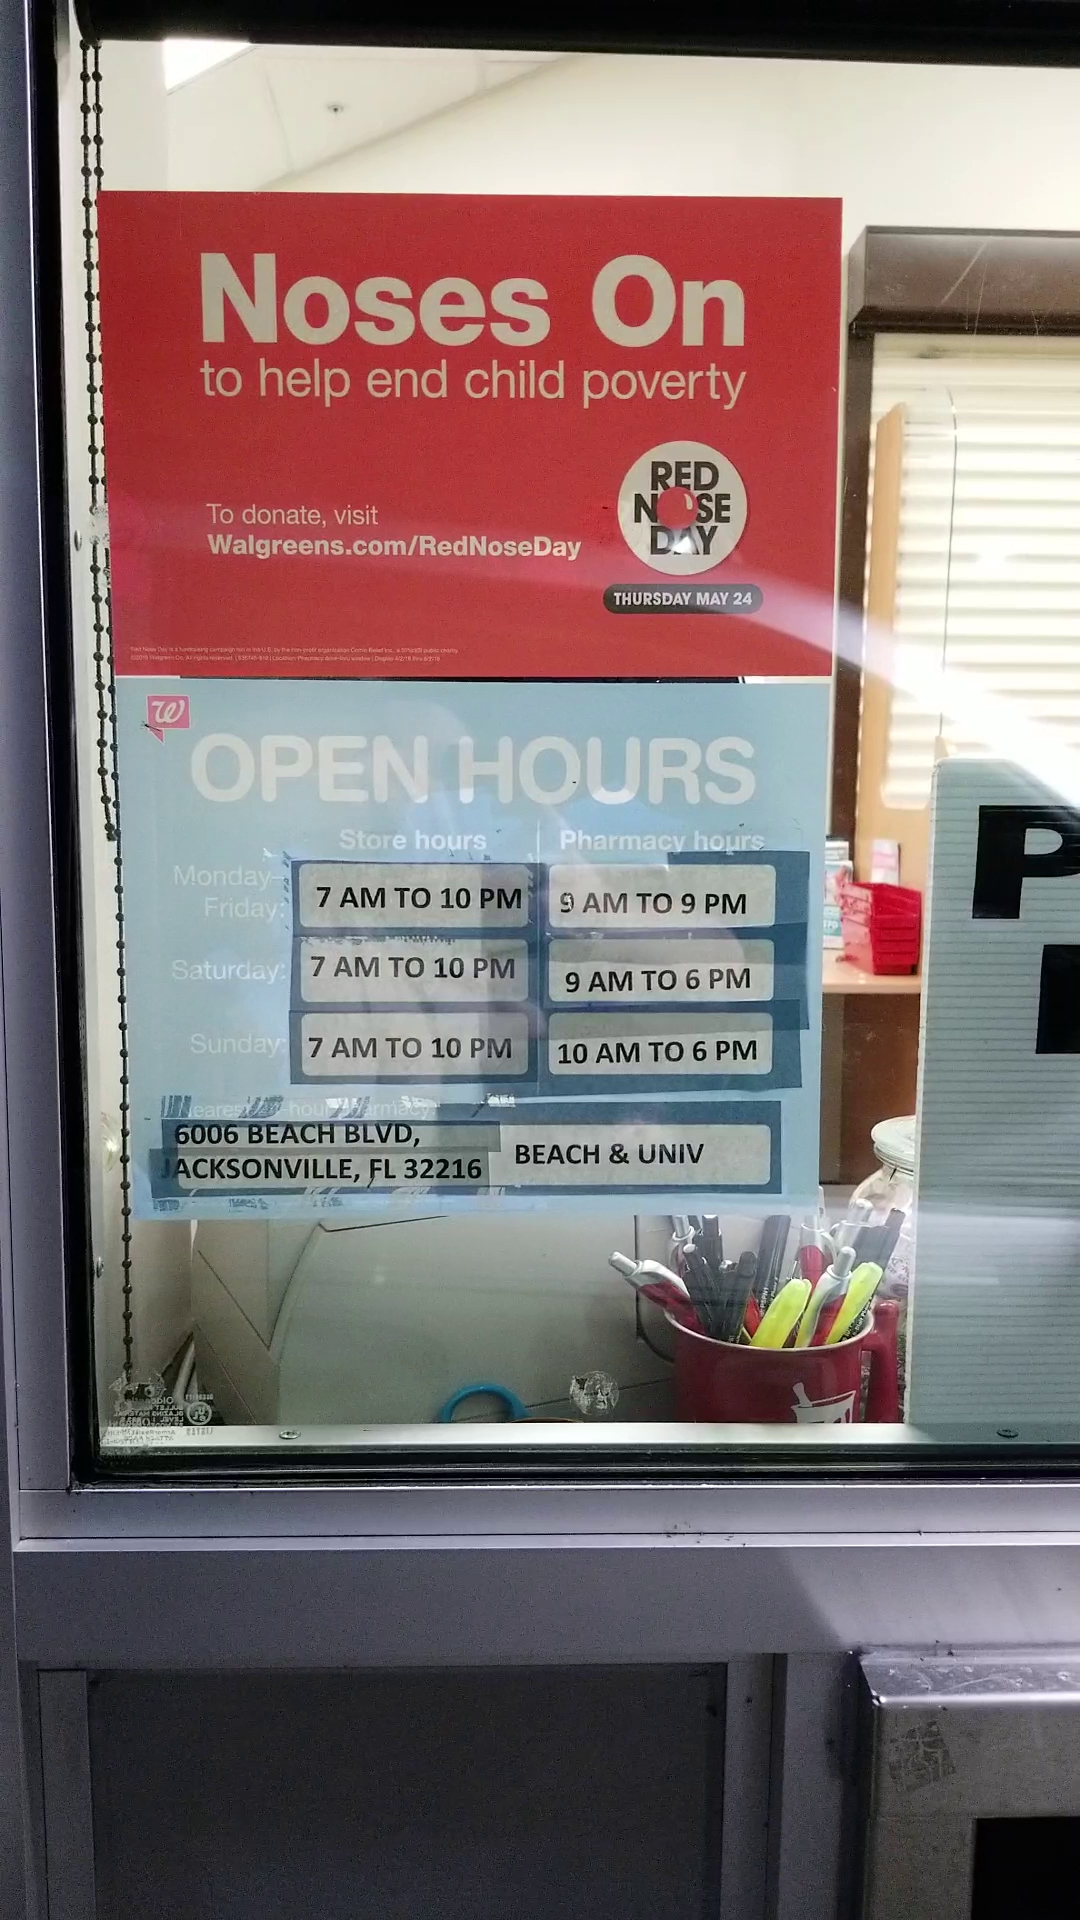 Noses On
to help end child poverty
To donate, visit
Walgreens.com/RedNoseDay
RED
NOSE
DAY
THURSDAY MAY 24
W
OPEN HOURS
Store hours Pharmacy hours
Monday–
Friday: 7 AM TO 10 PM 9 AM TO 9 PM
Saturday: 7 AM TO 10 PM 9 AM TO 6 PM
Sunday: 7 AM TO 10 PM 10 AM TO 6 PM
6006 BEACH BLVD,
JACKSONVILLE, FL 32216
BEACH & UNIV
P